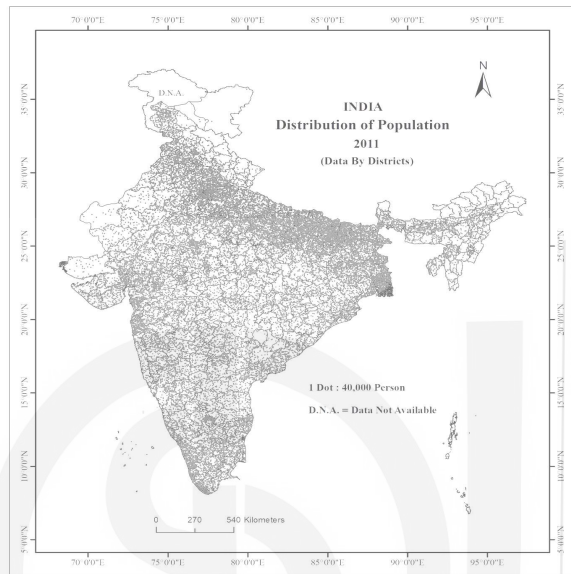 70°0'0"E 75°0'0"E 80°0'0"E 85°0'0"E 90°0'0"E 95°0'0"E
N
D.N.A.
INDIA
Distribution of Population
2011
(Data By Districts)
35°0'0"N
35°0'0"N
30°0'0"N
30°0'0"N
25°0'0"N
25°0'0"N
20°0'0"N
20°0'0"N
15°0'0"N
15°0'0"N
10°0'0"N
10°0'0"N
5°0'0"N
5°0'0"N
1 Dot : 40,000 Person
D.N.A. = Data Not Available
0 270 540 Kilometers
70°0'0"E 75°0'0"E 80°0'0"E 85°0'0"E 90°0'0"E 95°0'0"E